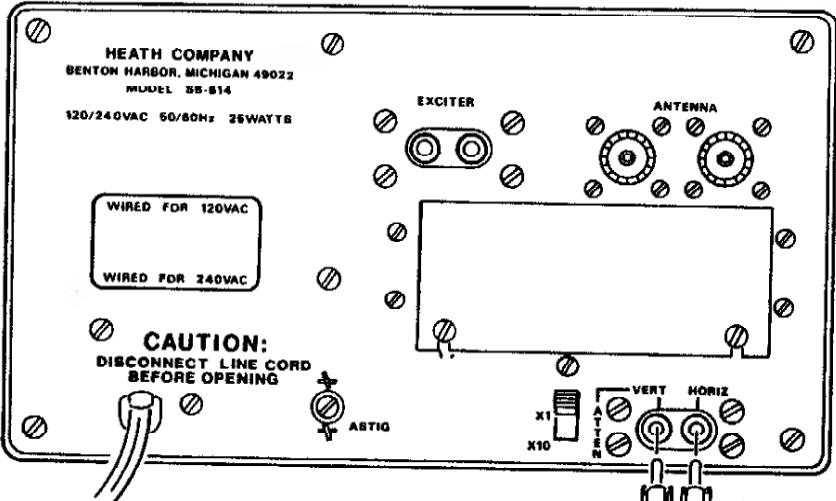 HEATH COMPANY
BENTON HARBOR, MICHIGAN 49022
MODEL SB-614
120/240VAC 50/60Hz 25WATTS
EXCITER
ANTENNA
WIRED FOR 120VAC
WIRED FOR 240VAC
CAUTION:
DISCONNECT LINE CORD
BEFORE OPENING
ASTIG
X1
X10
ATTEN
VERT HORIZ